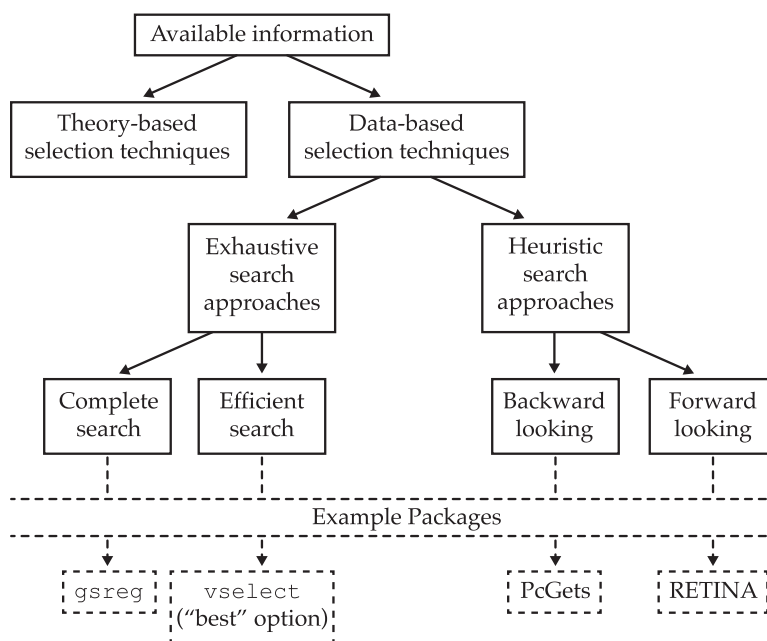 Available information
Theory-based
selection techniques
Data-based
selection techniques
Exhaustive
search
approaches
Heuristic
search
approaches
Complete
search
Efficient
search
Backward
looking
Forward
looking
Example Packages
gsreg
vselect
(“best” option)
PcGets
RETINA